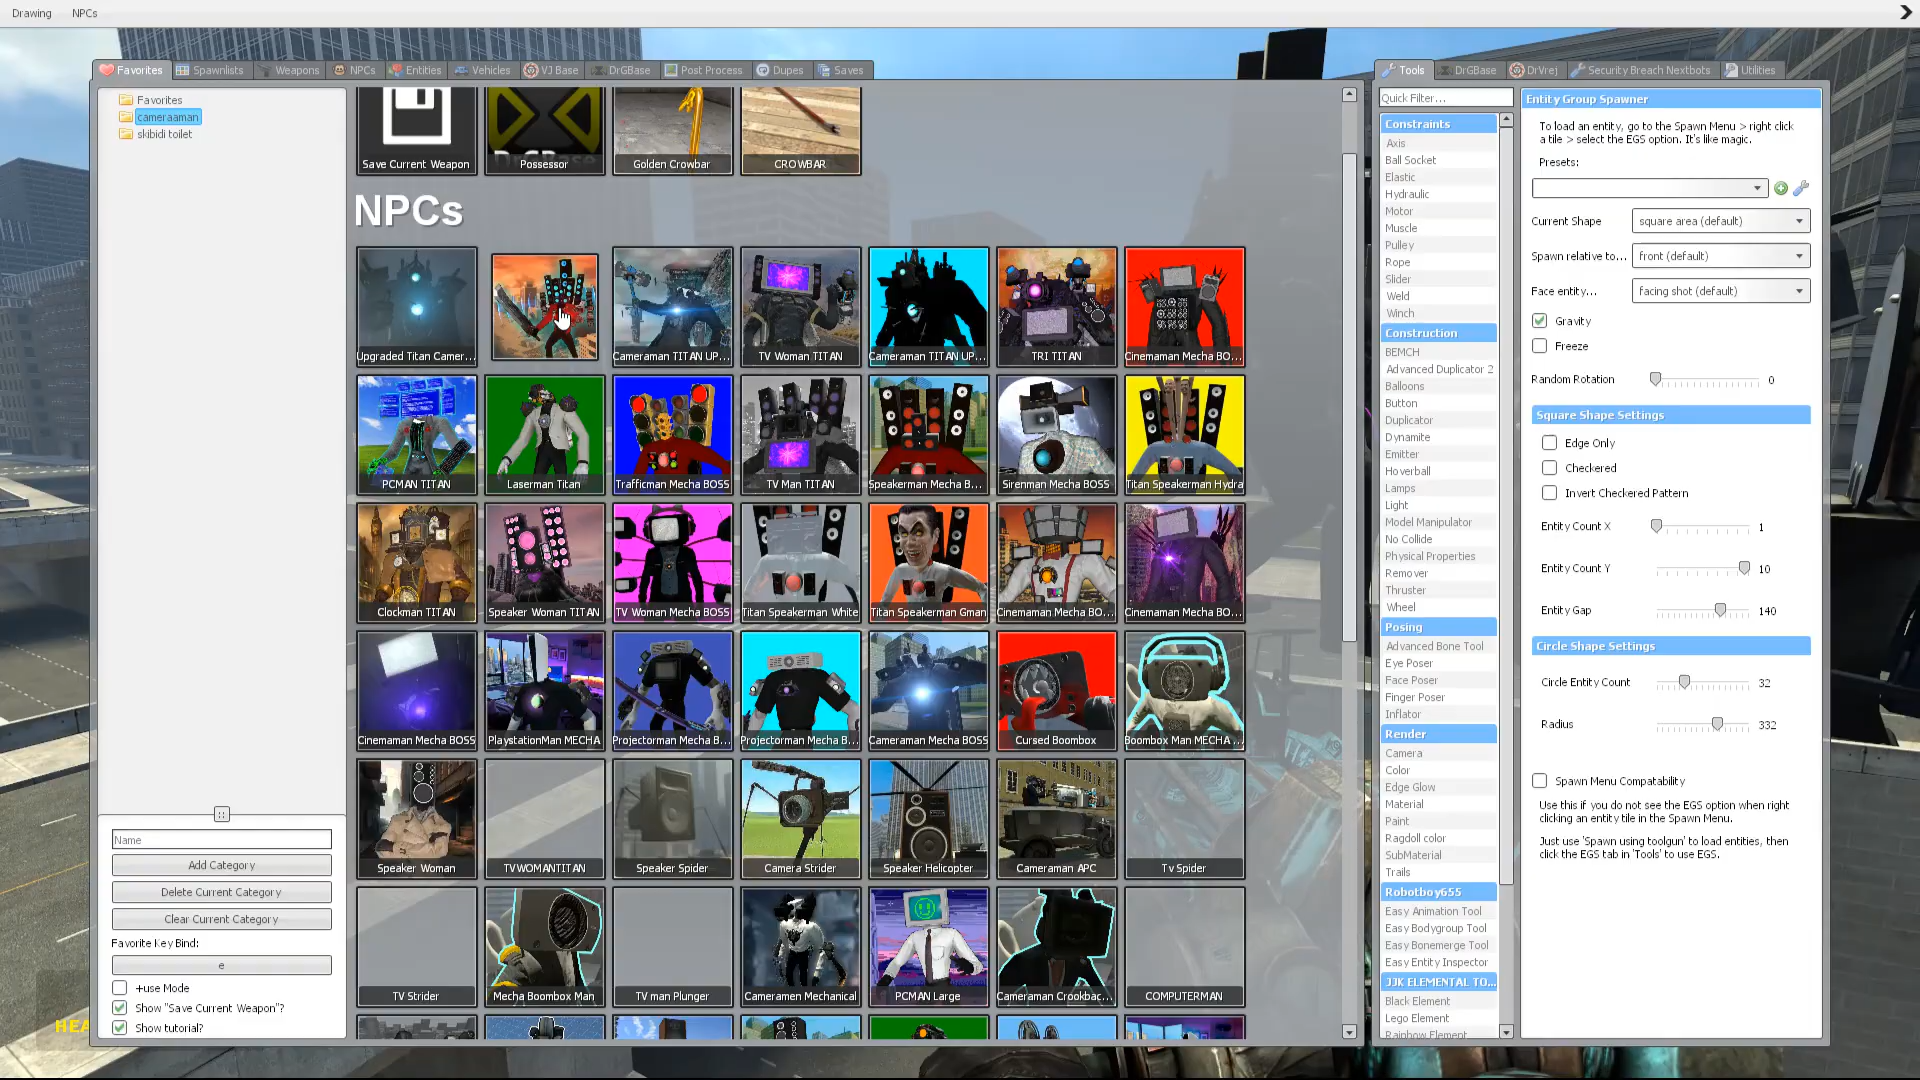 Drawing NPCs
Favorites Spawnlists Weapons NPCs Entities Vehicles VJ Base DrGBase Post Process Dupes Saves
Tools DrGBase DrVrej Security Breach Nextbots Utilities
Favorites
cameraaman
skibidi toilet
Name
Add Category
Delete Current Category
Clear Current Category
Favorite Key Bind:
e
+use Mode
Show "Save Current Weapon"?
Show tutorial?
HEA
Save Current Weapon Possessor Golden Crowbar CROWBAR
NPCs
Upgraded Titan Camer... Cameraman TITAN UP... TV Woman TITAN Cameraman TITAN UP... TRI TITAN Cinemaman Mecha BO...
PCMAN TITAN Laserman Titan Trafficman Mecha BOSS TV Man TITAN Speakerman Mecha B... Sirenman Mecha BOSS Titan Speakerman Hydra
Clockman TITAN Speaker Woman TITAN TV Woman Mecha BOSS Titan Speakerman White Titan Speakerman Gman Cinemaman Mecha BO... Cinemaman Mecha BO...
Cinemaman Mecha BOSS PlaystationMan MECHA Projectorman Mecha B... Projectorman Mecha B... Cameraman Mecha BOSS Cursed Boombox Boombox Man MECHA ...
Speaker Woman TVWOMANTITAN Speaker Spider Camera Strider Speaker Helicopter Cameraman APC Tv Spider
TV Strider Mecha Boombox Man TV man Plunger Cameramen Mechanical PCMAN Large Cameraman Crookbac... COMPUTERMAN
Quick Filter...
Constraints
Axis
Ball Socket
Elastic
Hydraulic
Motor
Muscle
Pulley
Rope
Slider
Weld
Winch
Construction
BEMCH
Advanced Duplicator 2
Balloons
Button
Duplicator
Dynamite
Emitter
Hoverball
Lamps
Light
Model Manipulator
No Collide
Physical Properties
Remover
Thruster
Wheel
Posing
Advanced Bone Tool
Eye Poser
Face Poser
Finger Poser
Inflator
Render
Camera
Color
Edge Glow
Material
Paint
Ragdoll color
SubMaterial
Trails
Robotboy655
Easy Animation Tool
Easy Bodygroup Tool
Easy Bonemerge Tool
Easy Entity Inspector
JJK ELEMENTAL TO...
Black Element
Lego Element
Rainbow Element
Entity Group Spawner
To load an entity, go to the Spawn Menu > right click
a tile > select the EGS option. It's like magic.
Presets:
Current Shape square area (default)
Spawn relative to... front (default)
Face entity... facing shot (default)
Gravity
Freeze
Random Rotation 0
Square Shape Settings
Edge Only
Checkered
Invert Checkered Pattern
Entity Count X 1
Entity Count Y 10
Entity Gap 140
Circle Shape Settings
Circle Entity Count 32
Radius 332
Spawn Menu Compatability
Use this if you do not see the EGS option when right
clicking an entity tile in the Spawn Menu.
Just use 'Spawn using toolgun' to load entities, then
click the EGS tab in 'Tools' to use EGS.